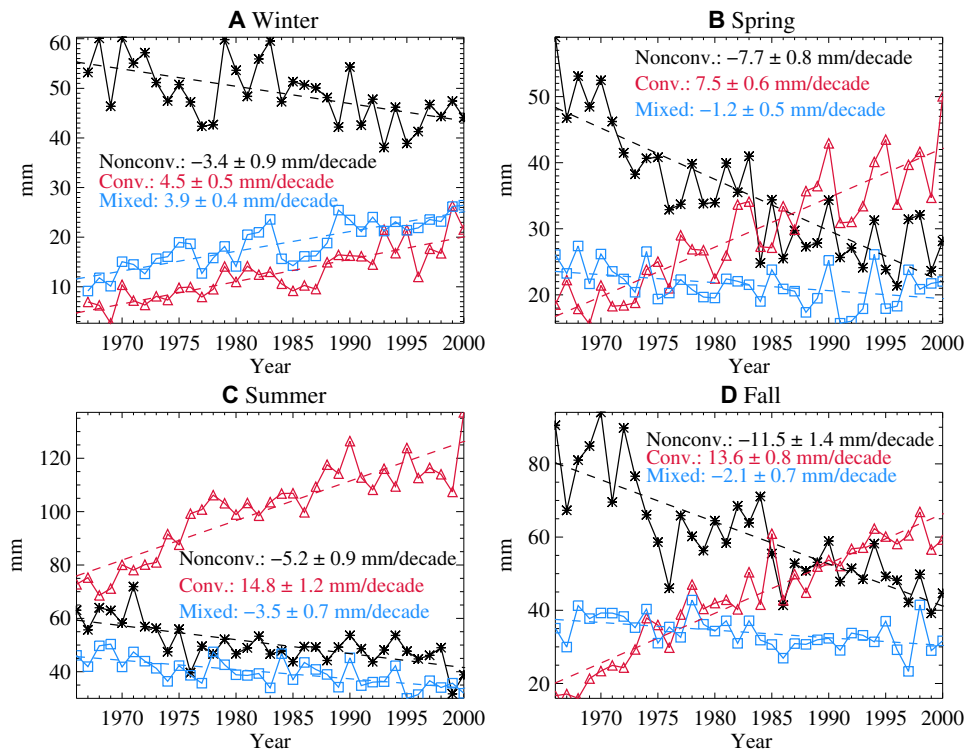 A Winter
60
50
40
30
20
10
mm
Nonconv.: −3.4 ± 0.9 mm/decade
Conv.: 4.5 ± 0.5 mm/decade
Mixed: 3.9 ± 0.4 mm/decade
1970 1975 1980 1985 1990 1995 2000
Year
B Spring
50
40
30
20
mm
Nonconv.: −7.7 ± 0.8 mm/decade
Conv.: 7.5 ± 0.6 mm/decade
Mixed: −1.2 ± 0.5 mm/decade
1970 1975 1980 1985 1990 1995 2000
Year
C Summer
120
100
80
60
40
mm
Nonconv.: −5.2 ± 0.9 mm/decade
Conv.: 14.8 ± 1.2 mm/decade
Mixed: −3.5 ± 0.7 mm/decade
1970 1975 1980 1985 1990 1995 2000
Year
D Fall
80
60
40
20
mm
Nonconv.: −11.5 ± 1.4 mm/decade
Conv.: 13.6 ± 0.8 mm/decade
Mixed: −2.1 ± 0.7 mm/decade
1970 1975 1980 1985 1990 1995 2000
Year